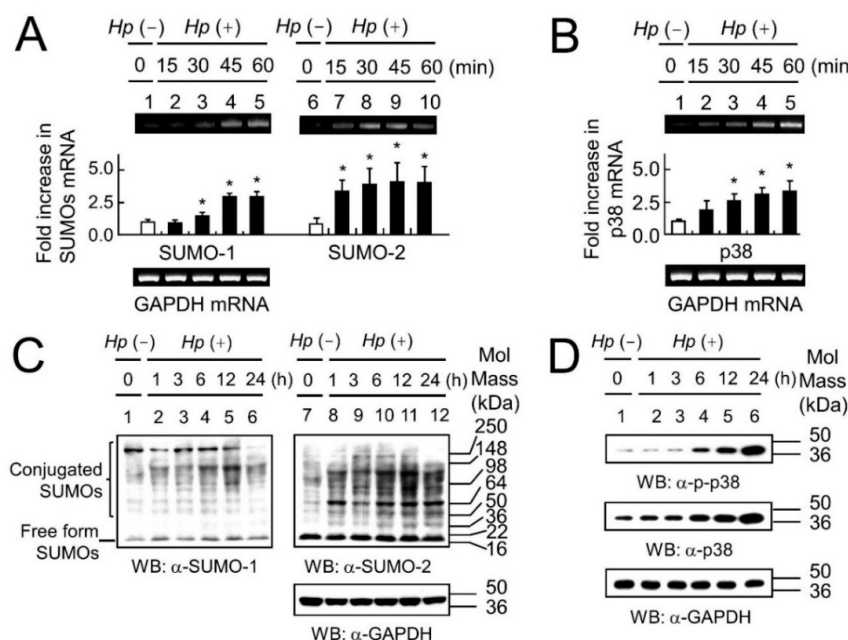 A
Hp (−) Hp (+) Hp (−) Hp (+)
0 15 30 45 60 0 15 30 45 60 (min)
1 2 3 4 5 6 7 8 9 10
Fold increase in
SUMOs mRNA
5.0
2.5
0.0
* * * * * * *
SUMO-1 SUMO-2
GAPDH mRNA
B
Hp (−) Hp (+)
0 15 30 45 60 (min)
1 2 3 4 5
Fold increase in
p38 mRNA
5.0
2.5
0.0
* * *
p38
GAPDH mRNA
C
Hp (−) Hp (+) Hp (−) Hp (+)
0 1 3 6 12 24 (h) 0 1 3 6 12 24 (h)
1 2 3 4 5 6 7 8 9 10 11 12
Mol
Mass
(kDa)
250
148
98
64
50
36
22
16
Conjugated
SUMOs
Free form
SUMOs
WB: α-SUMO-1 WB: α-SUMO-2
50
36
WB: α-GAPDH
D
Hp (−) Hp (+)
0 1 3 6 12 24 (h)
1 2 3 4 5 6
Mol
Mass
(kDa)
50
36
WB: α-p-p38
50
36
WB: α-p38
50
36
WB: α-GAPDH